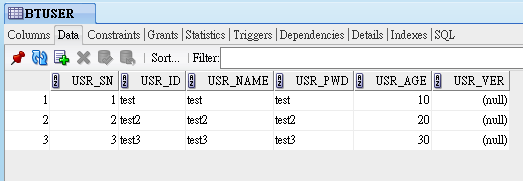 BTUSER
Columns Data Constraints Grants Statistics Triggers Dependencies Details Indexes SQL
Sort... Filter:
USR_SN USR_ID USR_NAME USR_PWD USR_AGE USR_VER
1 1 test test test 10 (null)
2 2 test2 test2 test2 20 (null)
3 3 test3 test3 test3 30 (null)